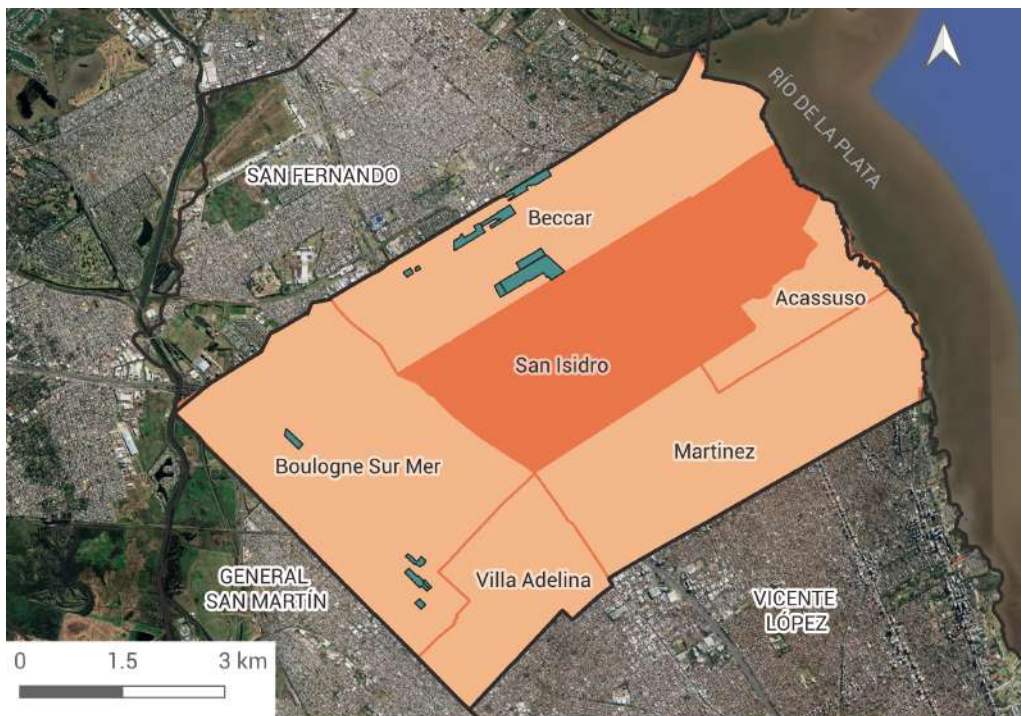 RÍO DE LA PLATA
SAN FERNANDO
Beccar
Acassuso
San Isidro
Martinez
Boulogne Sur Mer
Villa Adelina
GENERAL
SAN MARTÍN
VICENTE
LÓPEZ
0 1.5 3 km